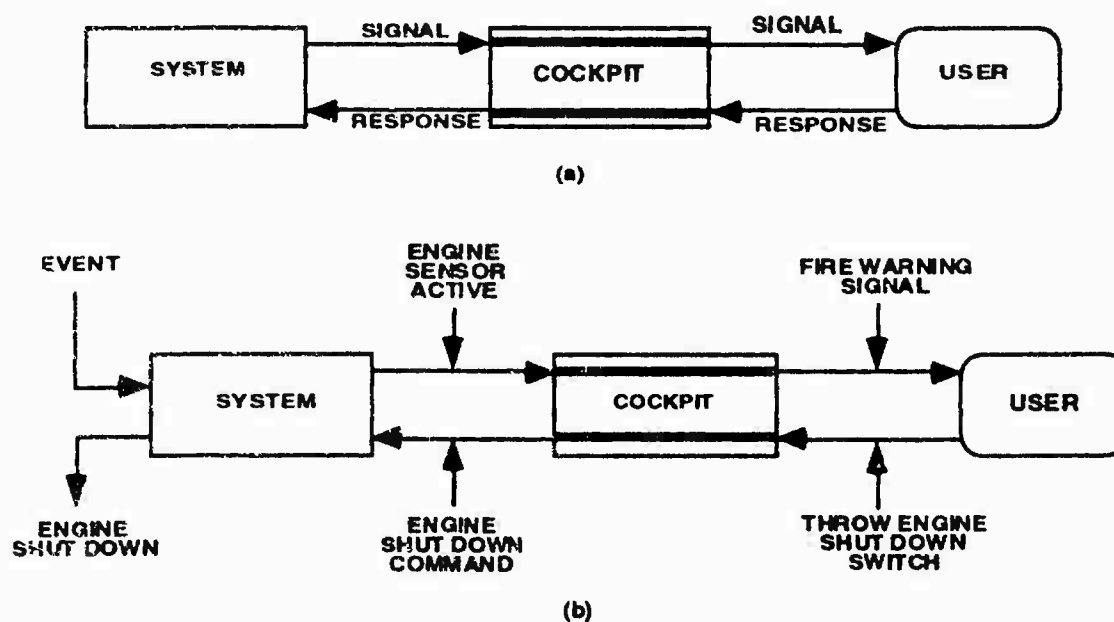 SIGNAL
SIGNAL
SYSTEM
COCKPIT
USER
RESPONSE
RESPONSE
(a)
EVENT
ENGINE
SENSOR
ACTIVE
FIRE WARNING
SIGNAL
SYSTEM
COCKPIT
USER
ENGINE
SHUT DOWN
ENGINE
SHUT DOWN
COMMAND
THROW ENGINE
SHUT DOWN
SWITCH
(b)